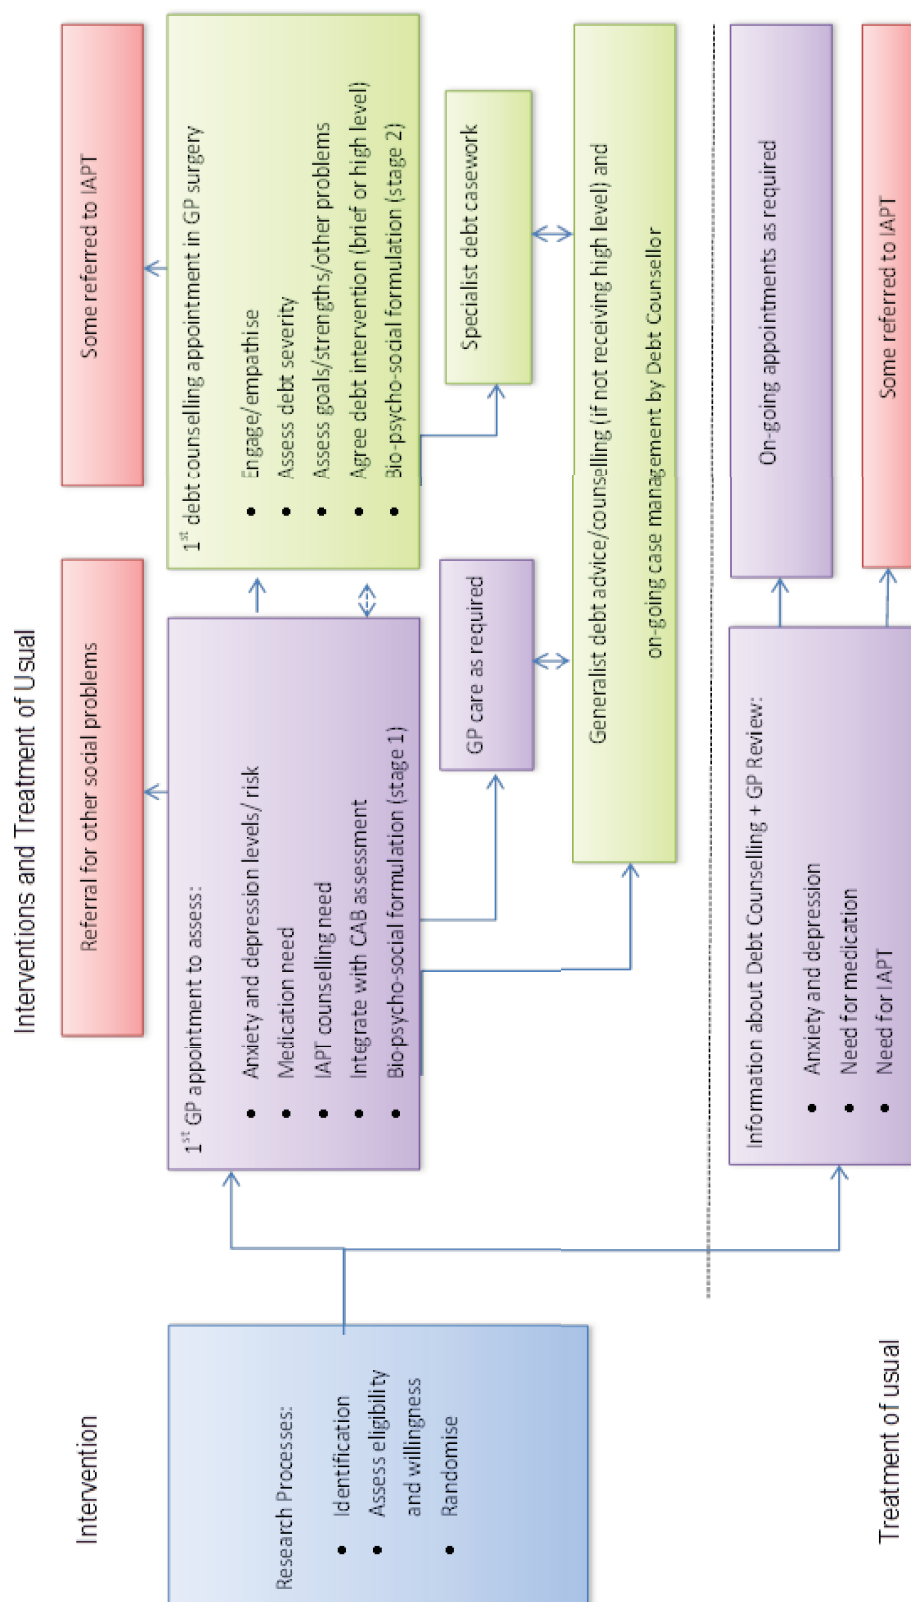 Interventions and Treatment of Usual
Intervention
Research Processes:
• Identification
• Assess eligibility
and willingness
• Randomise
Referral for other social problems
1st GP appointment to assess:
• Anxiety and depression levels/ risk
• Medication need
• IAPT counselling need
• Integrate with CAB assessment
• Bio-psycho-social formulation (stage 1)
Some referred to IAPT
1st debt counselling appointment in GP surgery
• Engage/empathise
• Assess debt severity
• Assess goals/strengths/other problems
• Agree debt intervention (brief or high level)
• Bio-psycho-social formulation (stage 2)
GP care as required
Specialist debt casework
Generalist debt advice/counselling (if not receiving high level) and
on-going case management by Debt Counsellor
Treatment of usual
Information about Debt Counselling + GP Review:
• Anxiety and depression
• Need for medication
• Need for IAPT
On-going appointments as required
Some referred to IAPT